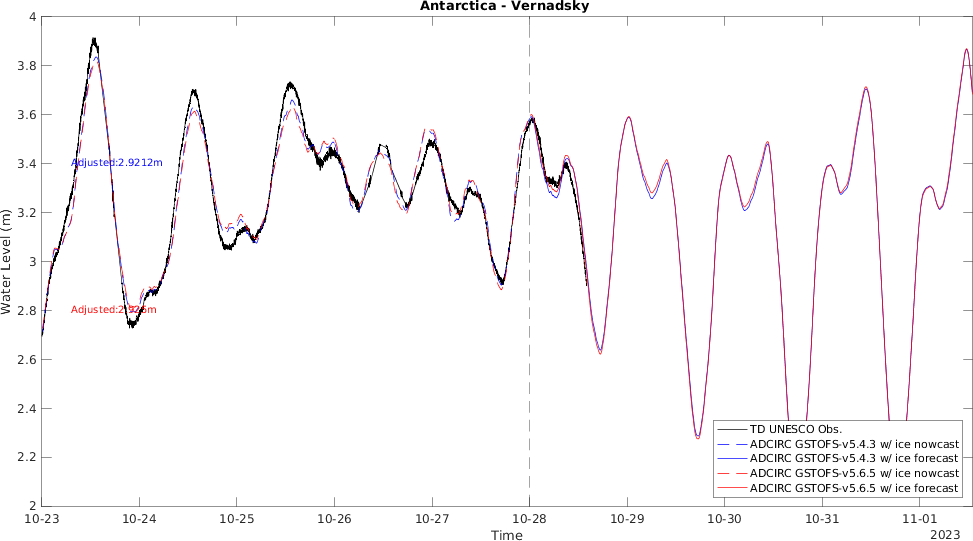 Antarctica - Vernadsky
4
3.8
3.6
3.4
3.2
3
2.8
2.6
2.4
2.2
2
Water Level (m)
Adjusted:2.9212m
TD UNESCO Obs.
ADCIRC GSTOFS-v5.4.3 w/ ice nowcast
ADCIRC GSTOFS-v5.4.3 w/ ice forecast
ADCIRC GSTOFS-v5.6.5 w/ ice nowcast
ADCIRC GSTOFS-v5.6.5 w/ ice forecast
10-23 10-24 10-25 10-26 10-27 10-28 10-29 10-30 10-31 11-01
Time
2023